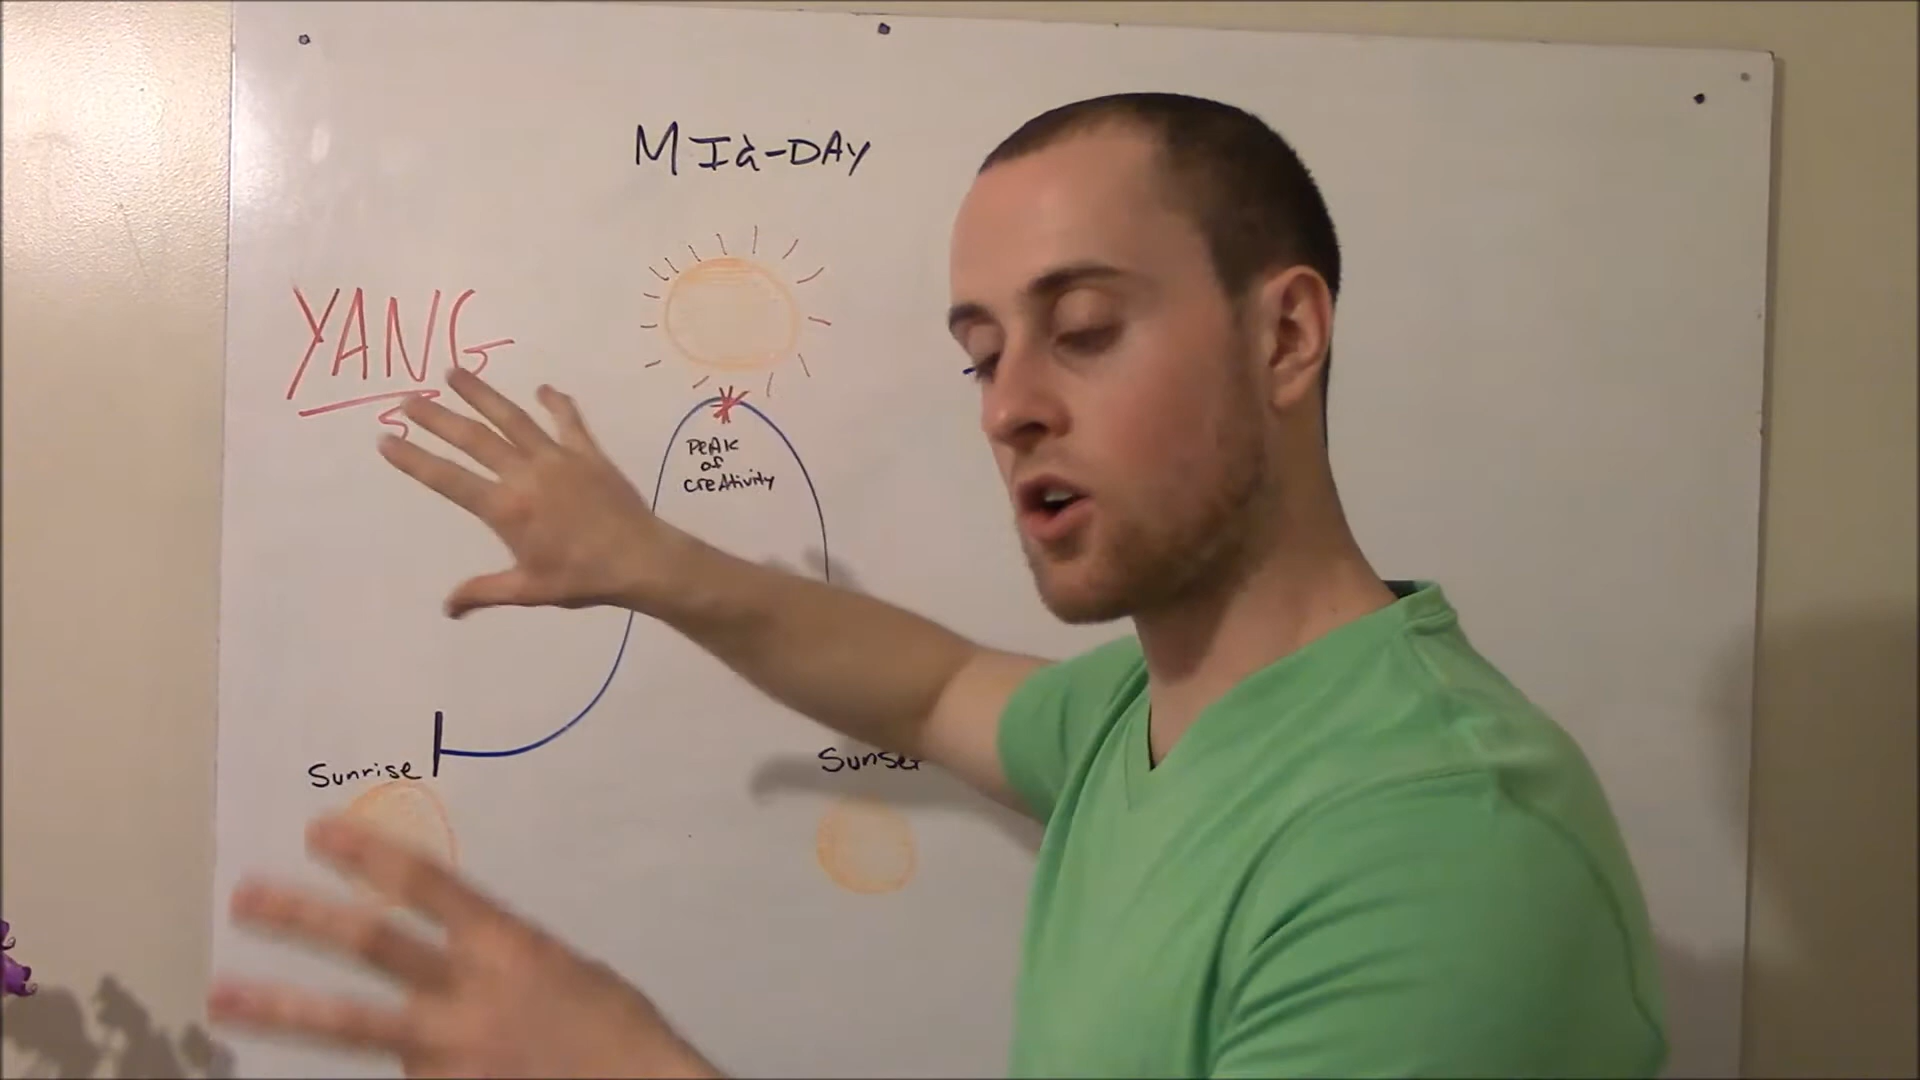 MId-DAY
YANG
Peak
of
creAtivity
Sunrise
Sunset